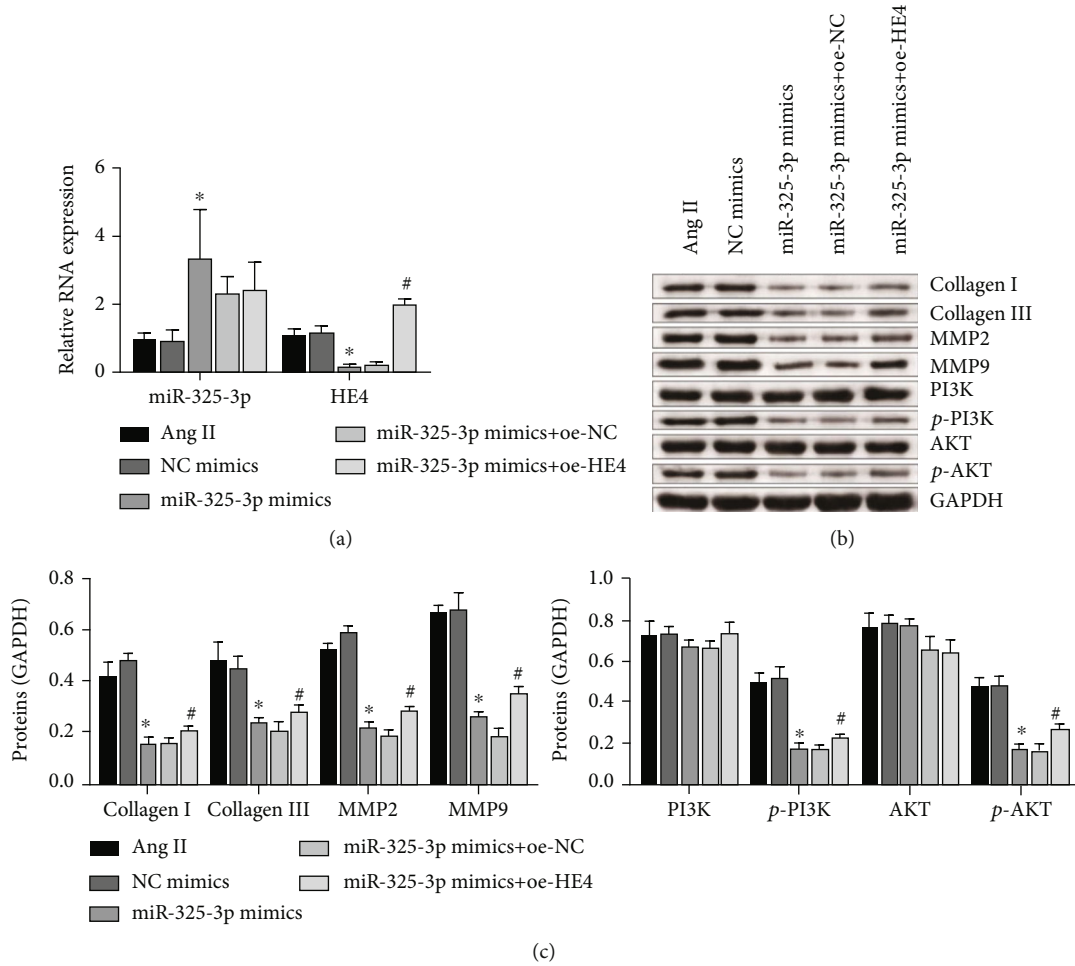 Relative RNA expression
6
4
2
0
*
*
#
miR-325-3p
HE4
Ang II
NC mimics
miR-325-3p mimics
miR-325-3p mimics+oe-NC
miR-325-3p mimics+oe-HE4
(a)
Ang II
NC mimics
miR-325-3p mimics
miR-325-3p mimics+oe-NC
miR-325-3p mimics+oe-HE4
Collagen I
Collagen III
MMP2
MMP9
PI3K
p-PI3K
AKT
p-AKT
GAPDH
(b)
Proteins (GAPDH)
0.8
0.6
0.4
0.2
0.0
*
#
*
#
*
#
*
#
Collagen I
Collagen III
MMP2
MMP9
Ang II
NC mimics
miR-325-3p mimics
miR-325-3p mimics+oe-NC
miR-325-3p mimics+oe-HE4
Proteins (GAPDH)
1.0
0.8
0.6
0.4
0.2
0.0
*
#
*
#
PI3K
p-PI3K
AKT
p-AKT
(c)